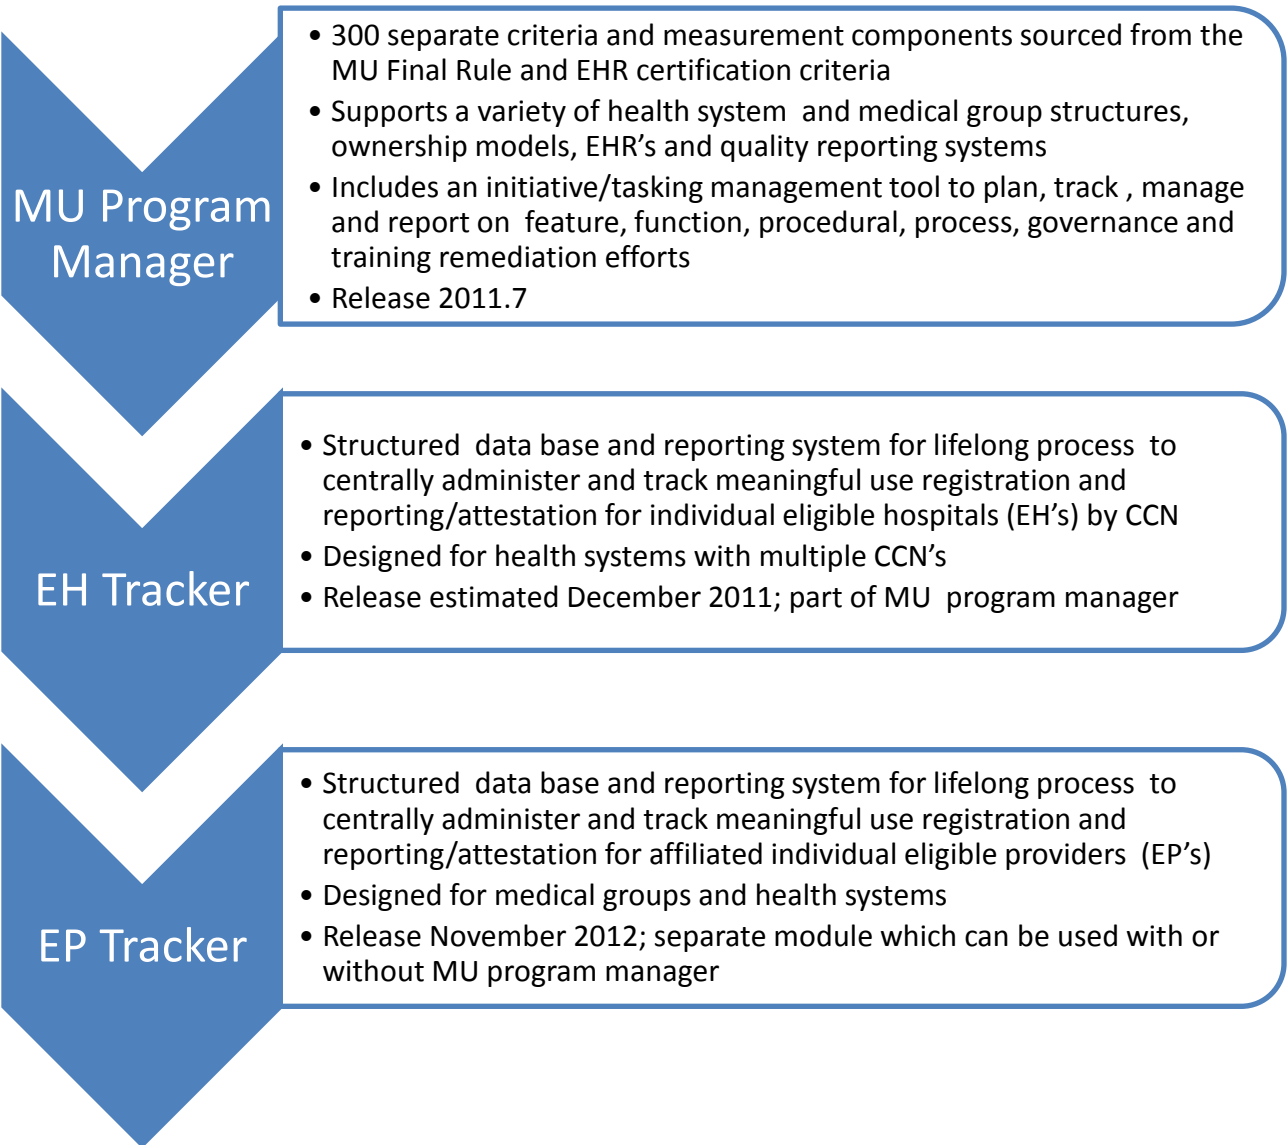 MU Program
Manager
• 300 separate criteria and measurement components sourced from the
MU Final Rule and EHR certification criteria
• Supports a variety of health system and medical group structures,
ownership models, EHR's and quality reporting systems
• Includes an initiative/tasking management tool to plan, track , manage
and report on feature, function, procedural, process, governance and
training remediation efforts
• Release 2011.7
EH Tracker
• Structured data base and reporting system for lifelong process to
centrally administer and track meaningful use registration and
reporting/attestation for individual eligible hospitals (EH's) by CCN
• Designed for health systems with multiple CCN's
• Release estimated December 2011; part of MU program manager
EP Tracker
• Structured data base and reporting system for lifelong process to
centrally administer and track meaningful use registration and
reporting/attestation for affiliated individual eligible providers (EP's)
• Designed for medical groups and health systems
• Release November 2012; separate module which can be used with or
without MU program manager